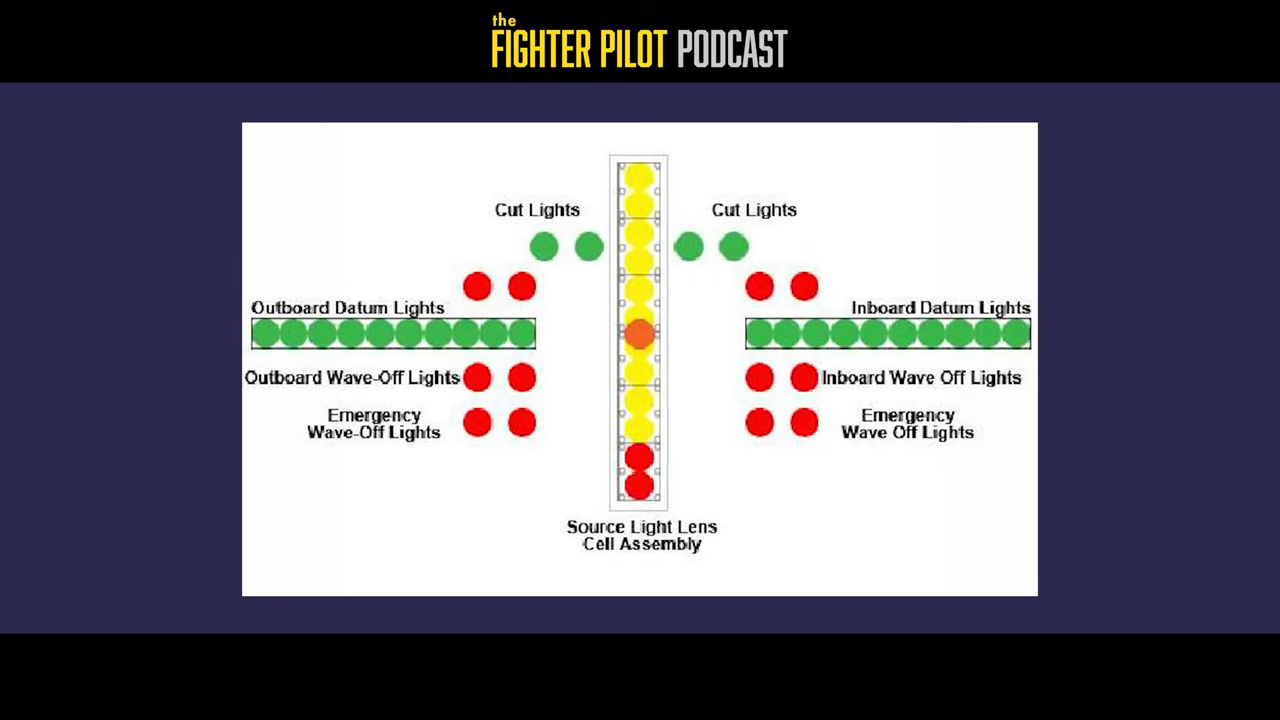 the
FIGHTER PILOT PODCAST
Cut Lights
Cut Lights
Outboard Datum Lights
Inboard Datum Lights
Outboard Wave-Off Lights
Inboard Wave Off Lights
Emergency
Wave-Off Lights
Emergency
Wave Off Lights
Source Light Lens
Cell Assembly